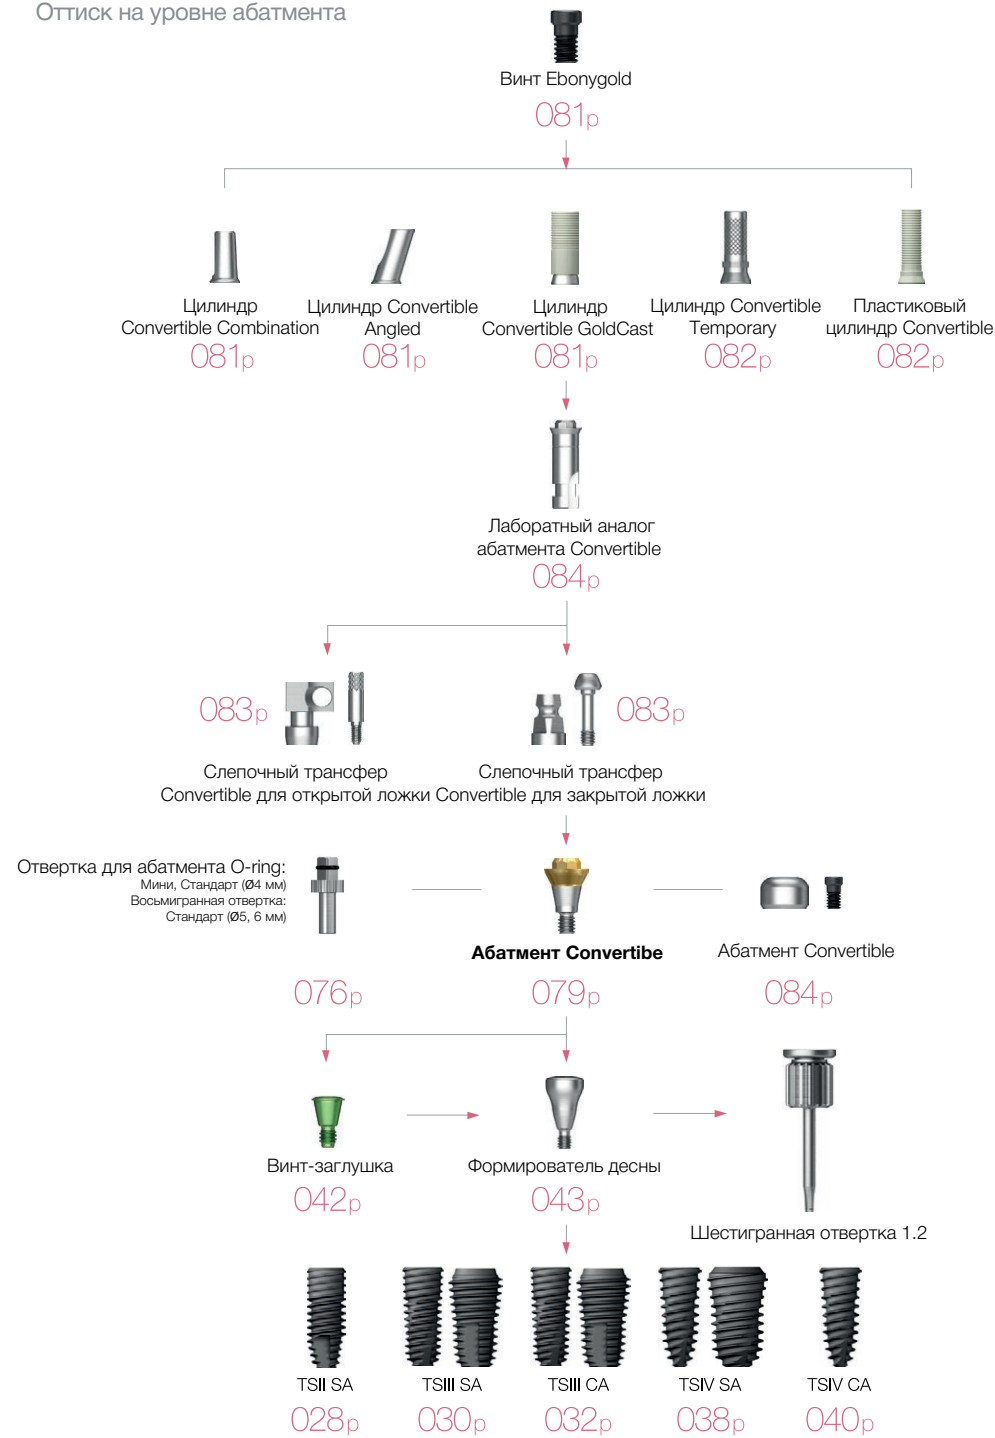 Оттиск на уровне абатмента
Винт Ebonygold
081p
Цилиндр
Convertible Combination
081p
Цилиндр Convertible
Angled
081p
Цилиндр
Convertible GoldCast
081p
Цилиндр Convertible
Temporary
082p
Пластиковый
цилиндр Convertible
082p
Лаборатный аналог
абатмента Convertible
084p
083p
Слепочный трансфер
Convertible для открытой ложки
083p
Слепочный трансфер
Convertible для закрытой ложки
Отвертка для абатмента O-ring:
Мини, Стандарт (Ø4 мм)
Восьмигранная отвертка:
Стандарт (Ø5, 6 мм)
076p
Абатмент Convertibe
079p
Абатмент Convertible
084p
Винт-заглушка
042p
Формирователь десны
043p
Шестигранная отвертка 1.2
TSII SA
028p
TSIII SA
030p
TSIII CA
032p
TSIV SA
038p
TSIV CA
040p